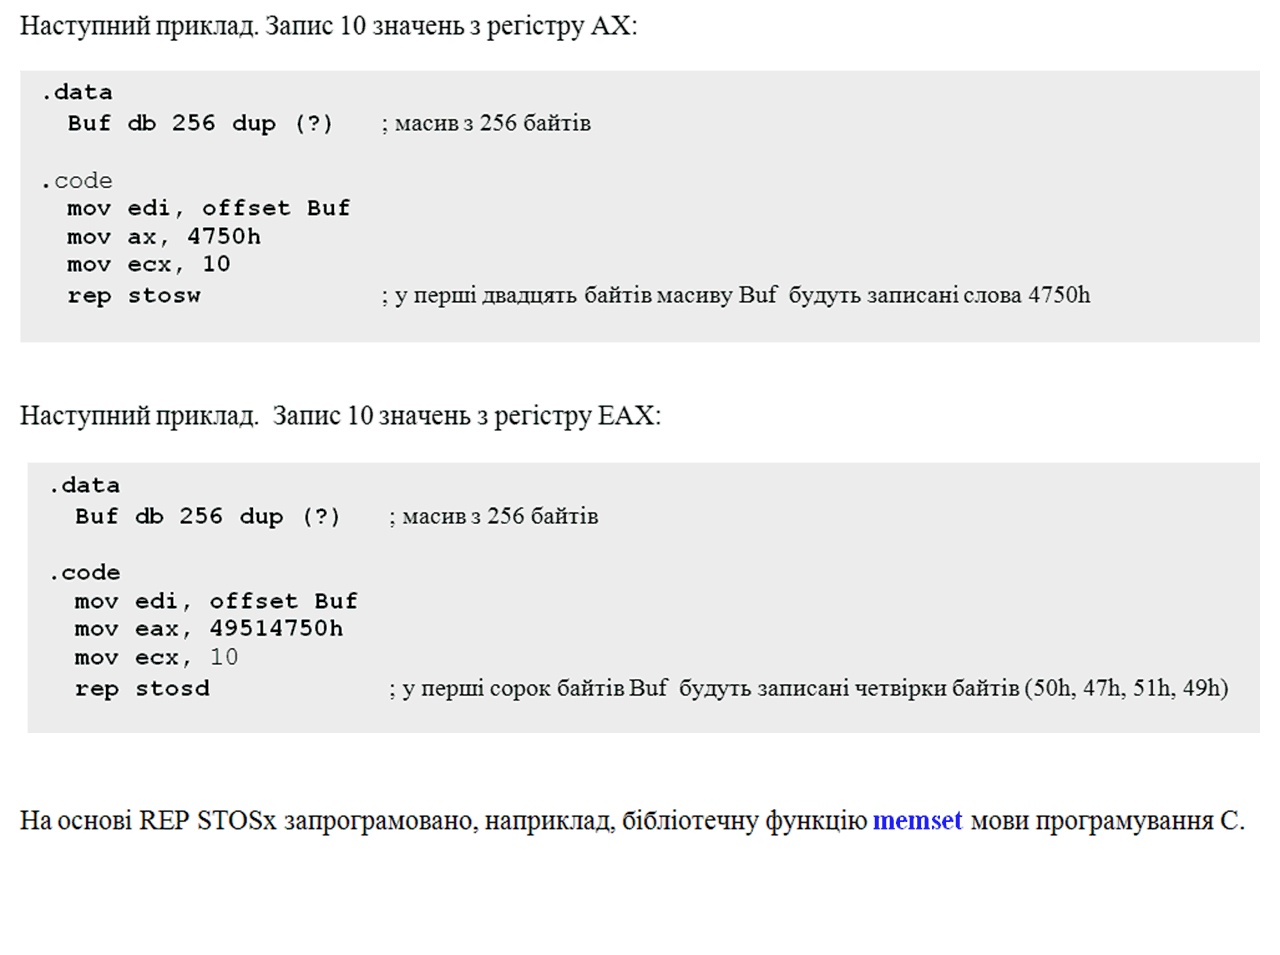 Наступний приклад. Запис 10 значень з регістру AX:
.data
Buf db 256 dup (?) ; масив з 256 байтів
.code
mov edi, offset Buf
mov ax, 4750h
mov ecx, 10
rep stosw ; у перші двадцять байтів масиву Buf будуть записані слова 4750h
Наступний приклад. Запис 10 значень з регістру EAX:
.data
Buf db 256 dup (?) ; масив з 256 байтів
.code
mov edi, offset Buf
mov eax, 49514750h
mov ecx, 10
rep stosd ; у перші сорок байтів Buf будуть записані четвірки байтів (50h, 47h, 51h, 49h)
На основі REP STOSx запрограмовано, наприклад, бібліотечну функцію memset мови програмування C.